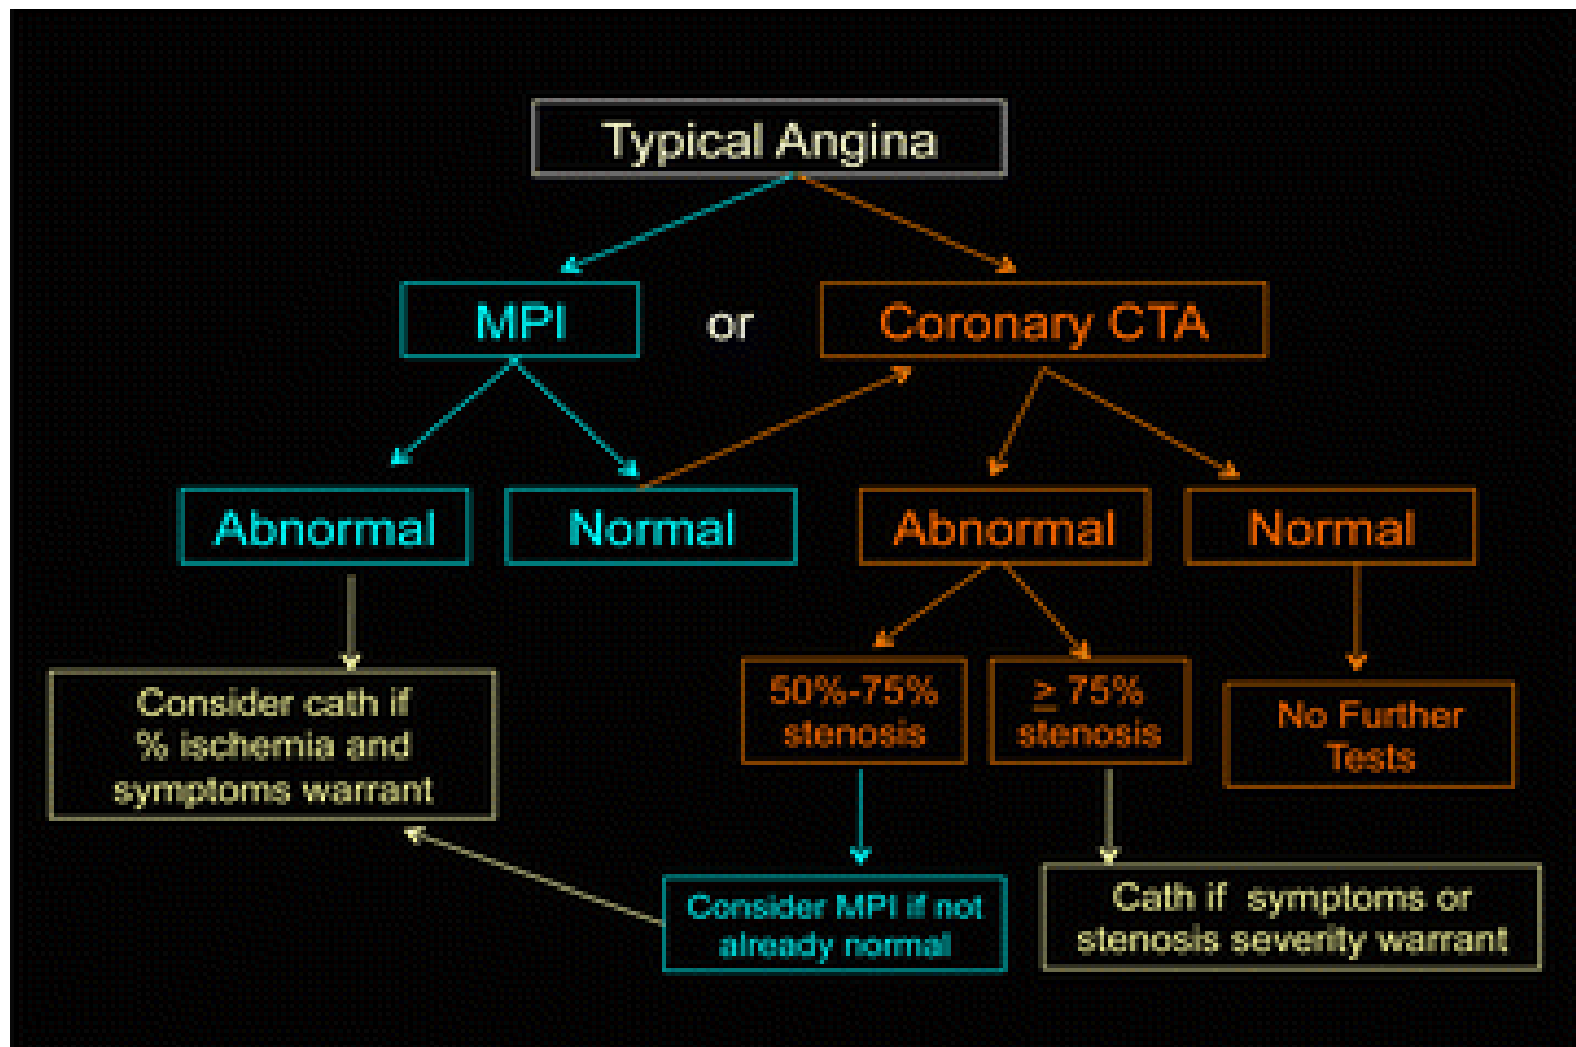 Typical Angina
MPI
or
Coronary CTA
Abnormal
Normal
Abnormal
Normal
50%-75%
stenosis
≥ 75%
stenosis
No Further
Tests
Consider cath if
% ischemia and
symptoms warrant
Consider MPI if not
already normal
Cath if symptoms or
stenosis severity warrant